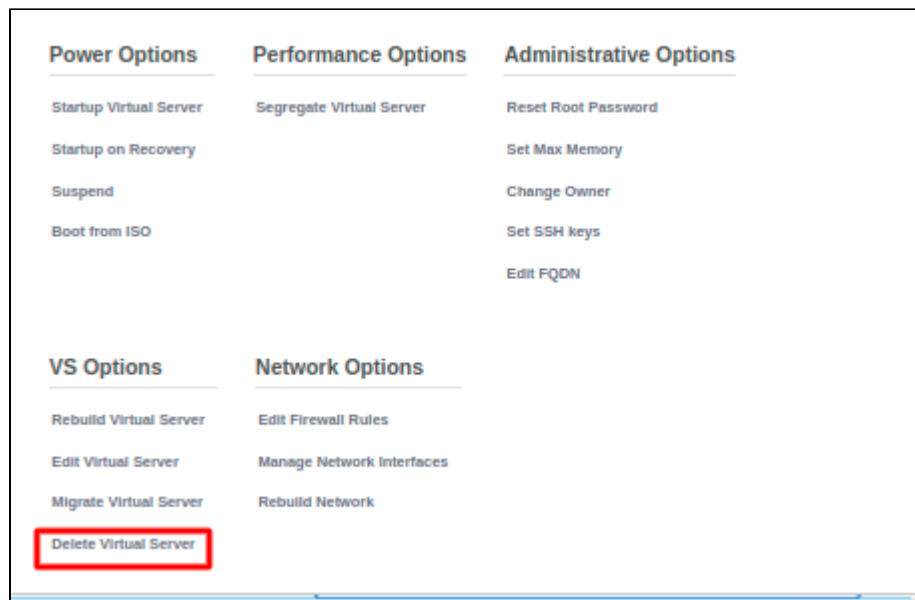 Power Options
Startup Virtual Server
Startup on Recovery
Suspend
Boot from ISO
Performance Options
Segregate Virtual Server
Administrative Options
Reset Root Password
Set Max Memory
Change Owner
Set SSH keys
Edit FQDN
VS Options
Rebuild Virtual Server
Edit Virtual Server
Migrate Virtual Server
Delete Virtual Server
Network Options
Edit Firewall Rules
Manage Network Interfaces
Rebuild Network